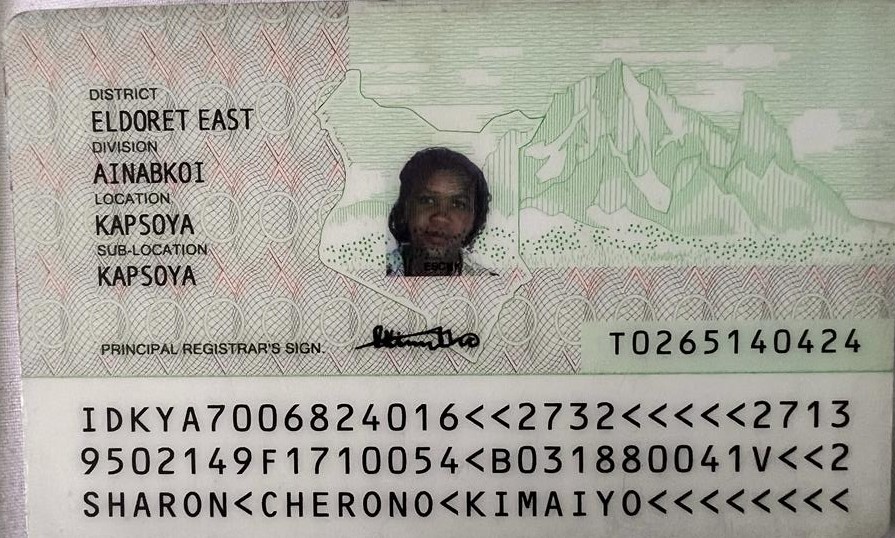 DISTRICT
ELDORET EAST
DIVISION
AINABKOI
LOCATION
KAPSOYA
SUB-LOCATION
KAPSOYA
PRINCIPAL REGISTRAR'S SIGN.
T0265140424
IDKYA7006824016<<2732<<<<<2713
9502149F1710054<B031880041V<<2
SHARON<CHERONO<KIMAIYO<<<<<<<<